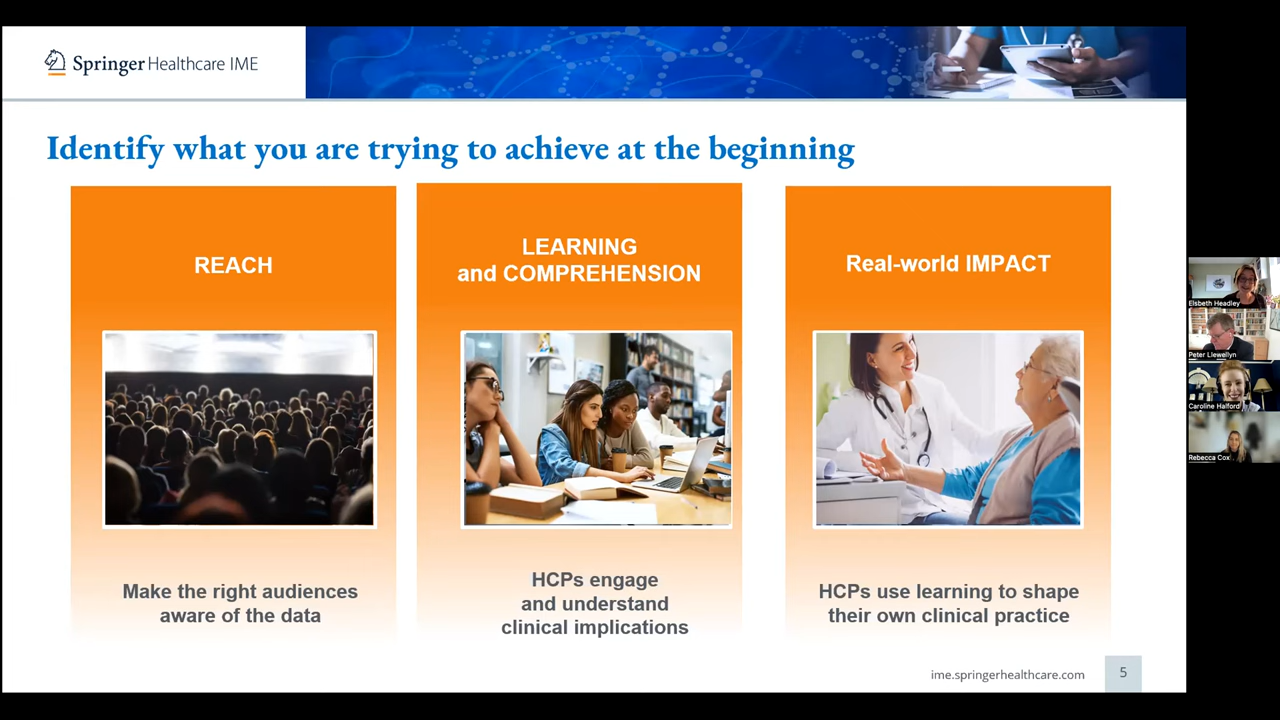 Springer Healthcare IME
Identify what you are trying to achieve at the beginning
REACH
LEARNING
and COMPREHENSION
Real-world IMPACT
Make the right audiences
aware of the data
HCPs engage
and understand
clinical implications
HCPs use learning to shape
their own clinical practice
ime.springerhealthcare.com
5
Elsbeth Headley
Peter Llewellyn
Caroline Halford
Rebecca Cox